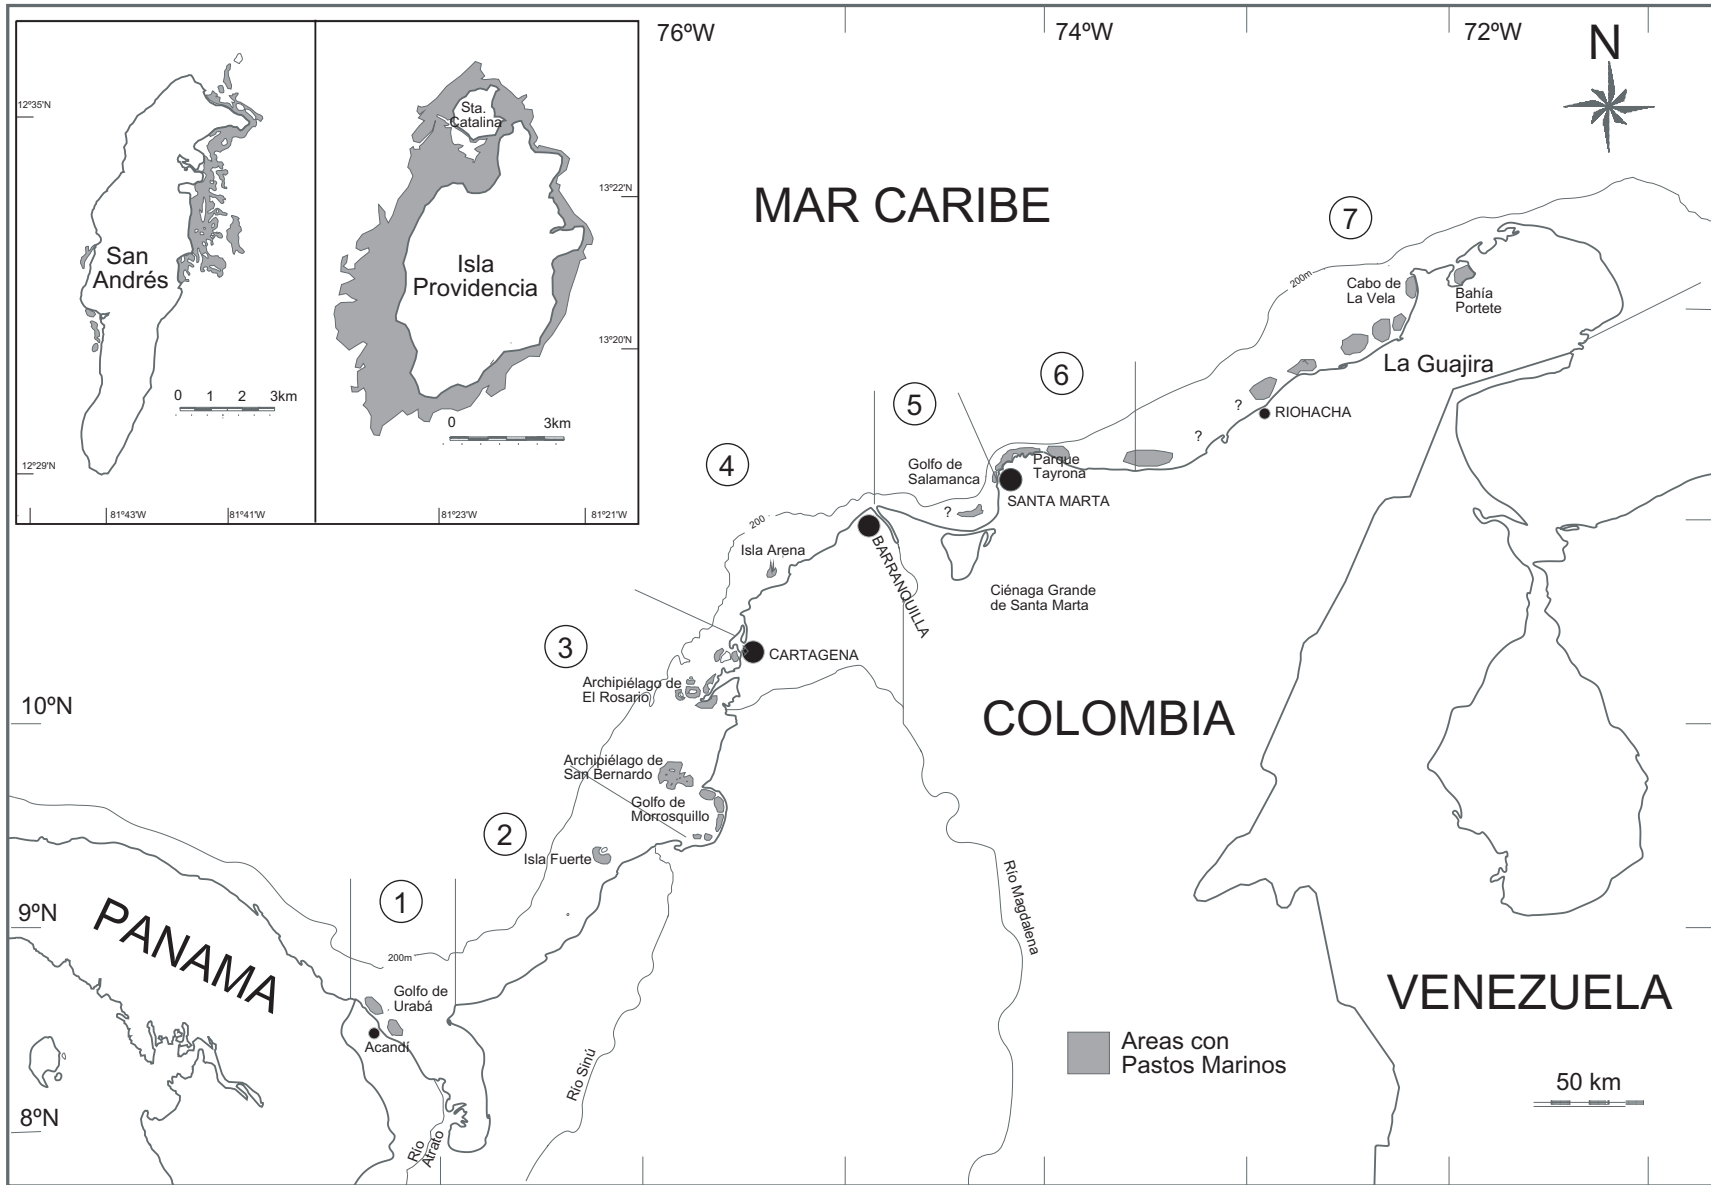 76ºW
74ºW
72ºW
N
12º35'N
Sta.
Catalina
13º22'N
MAR CARIBE
7
San
Andrés
Isla
Providencia
200m
Cabo de
La Vela
Bahía
Portete
13º20'N
La Guajira
6
0 1 2 3km
0 3km
5
?
RIOHACHA
?
4
12º29'N
Golfo de
Salamanca
Parque
Tayrona
SANTA MARTA
81º43'W
81º41'W
81º23'W
81º21'W
?
200
Isla Arena
BARRANQUILLA
Ciénaga Grande
de Santa Marta
3
CARTAGENA
Archipiélago de
El Rosario
10ºN
COLOMBIA
Archipiélago de
San Bernardo
Golfo de
Morrosquillo
2
Isla Fuerte
1
Río Magdalena
9ºN
PANAMA
200m
Golfo de
Urabá
VENEZUELA
Acandí
Areas con
Pastos Marinos
Río Sinú
50 km
8ºN
Río
Atrato